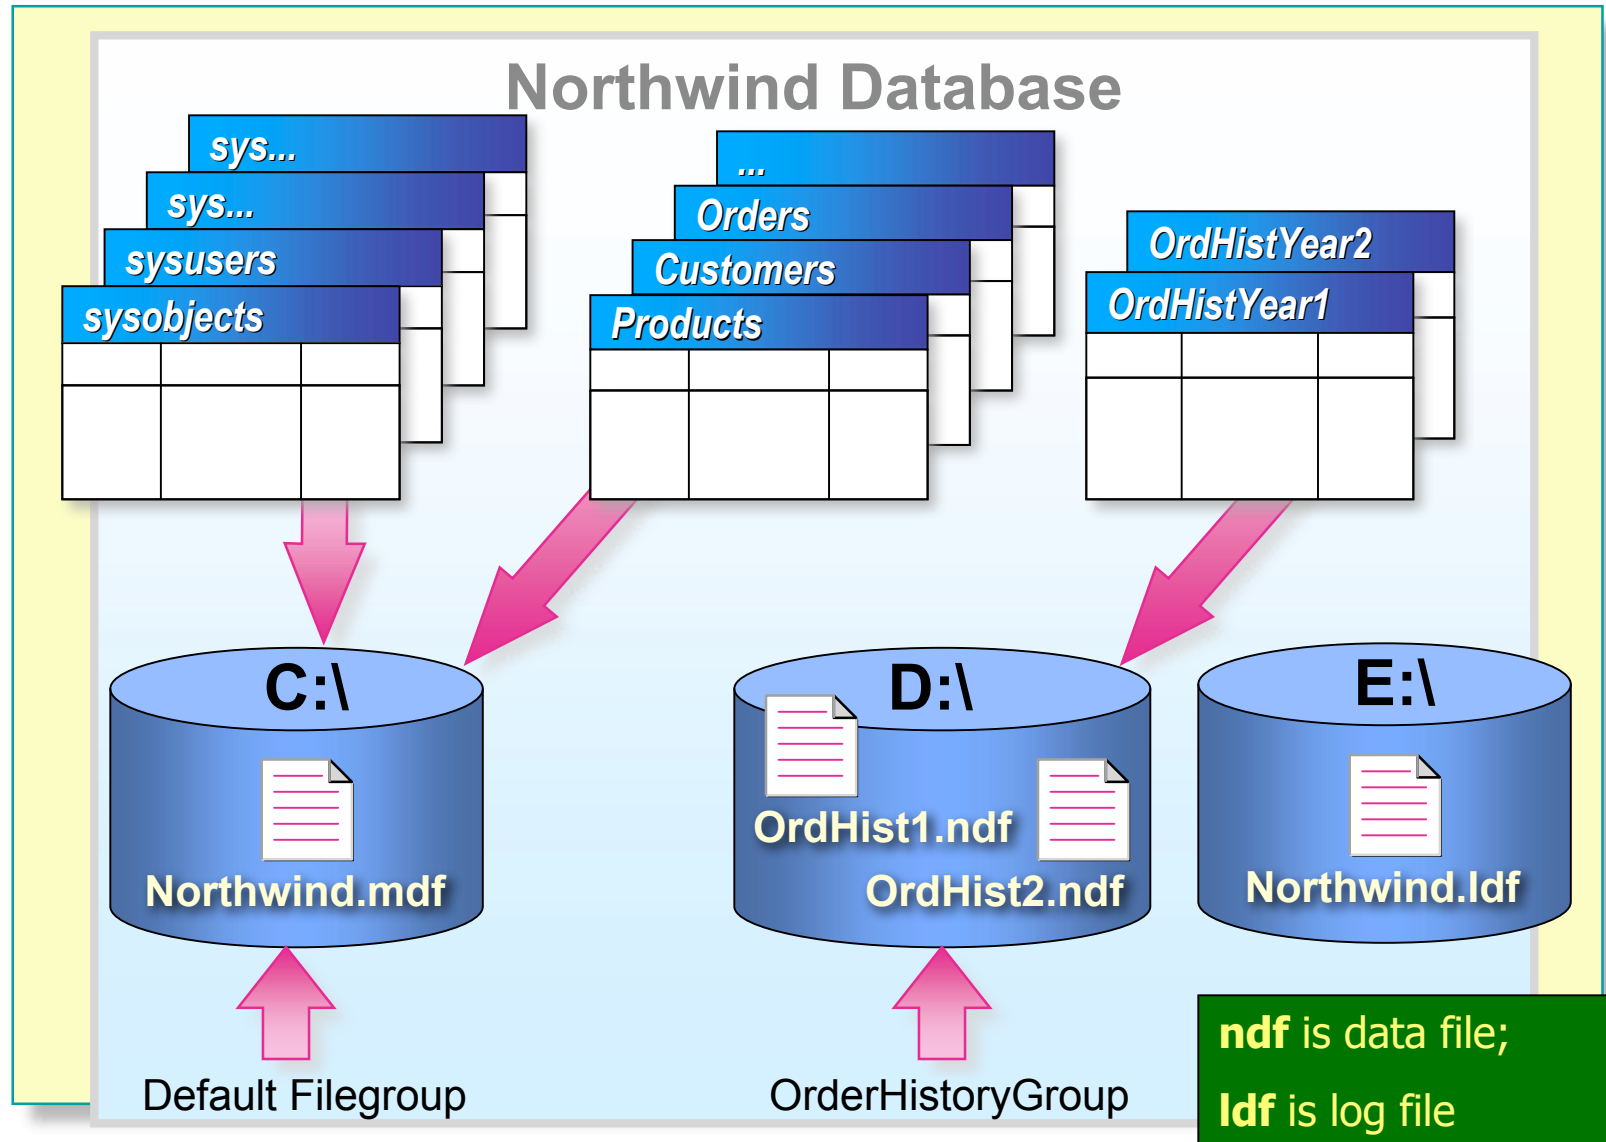 Northwind Database
sys...
sys...
sysusers
sysobjects
...
Orders
Customers
Products
OrdHistYear2
OrdHistYear1
C:\
Northwind.mdf
D:\
OrdHist1.ndf
OrdHist2.ndf
E:\
Northwind.ldf
Default Filegroup
OrderHistoryGroup
ndf is data file;
ldf is log file